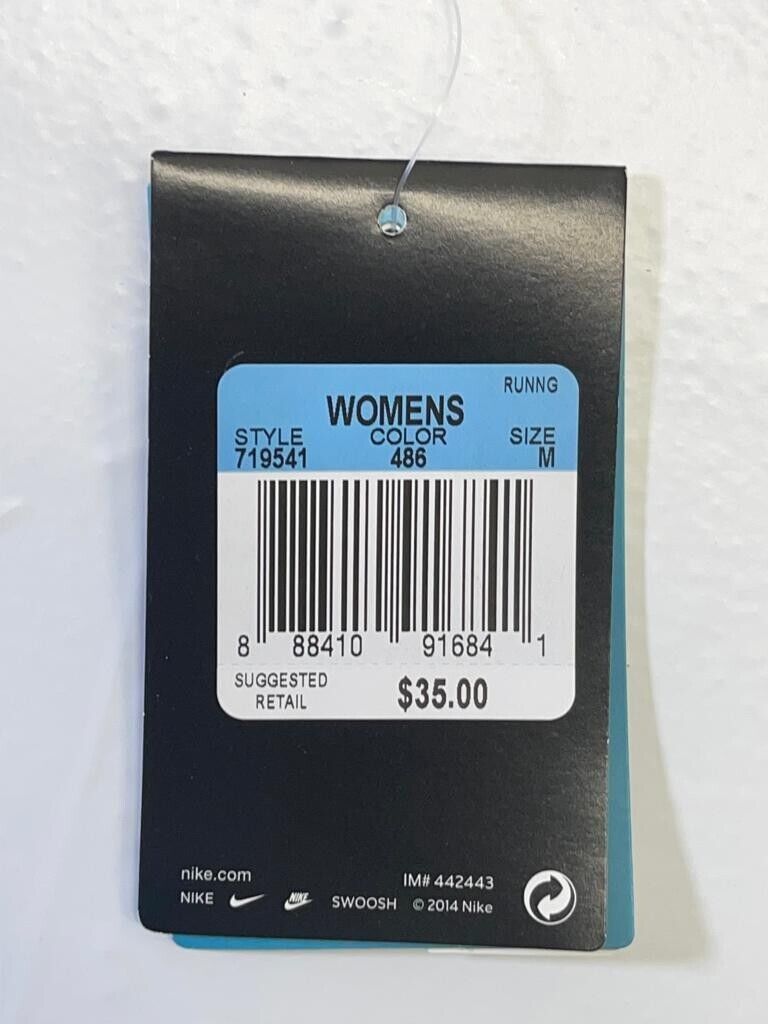 RUNNG
WOMENS
STYLE COLOR SIZE
719541 486 M
8 88410 91684 1
SUGGESTED
RETAIL $35.00
nike.com IM# 442443
NIKE NIKE SWOOSH © 2014 Nike